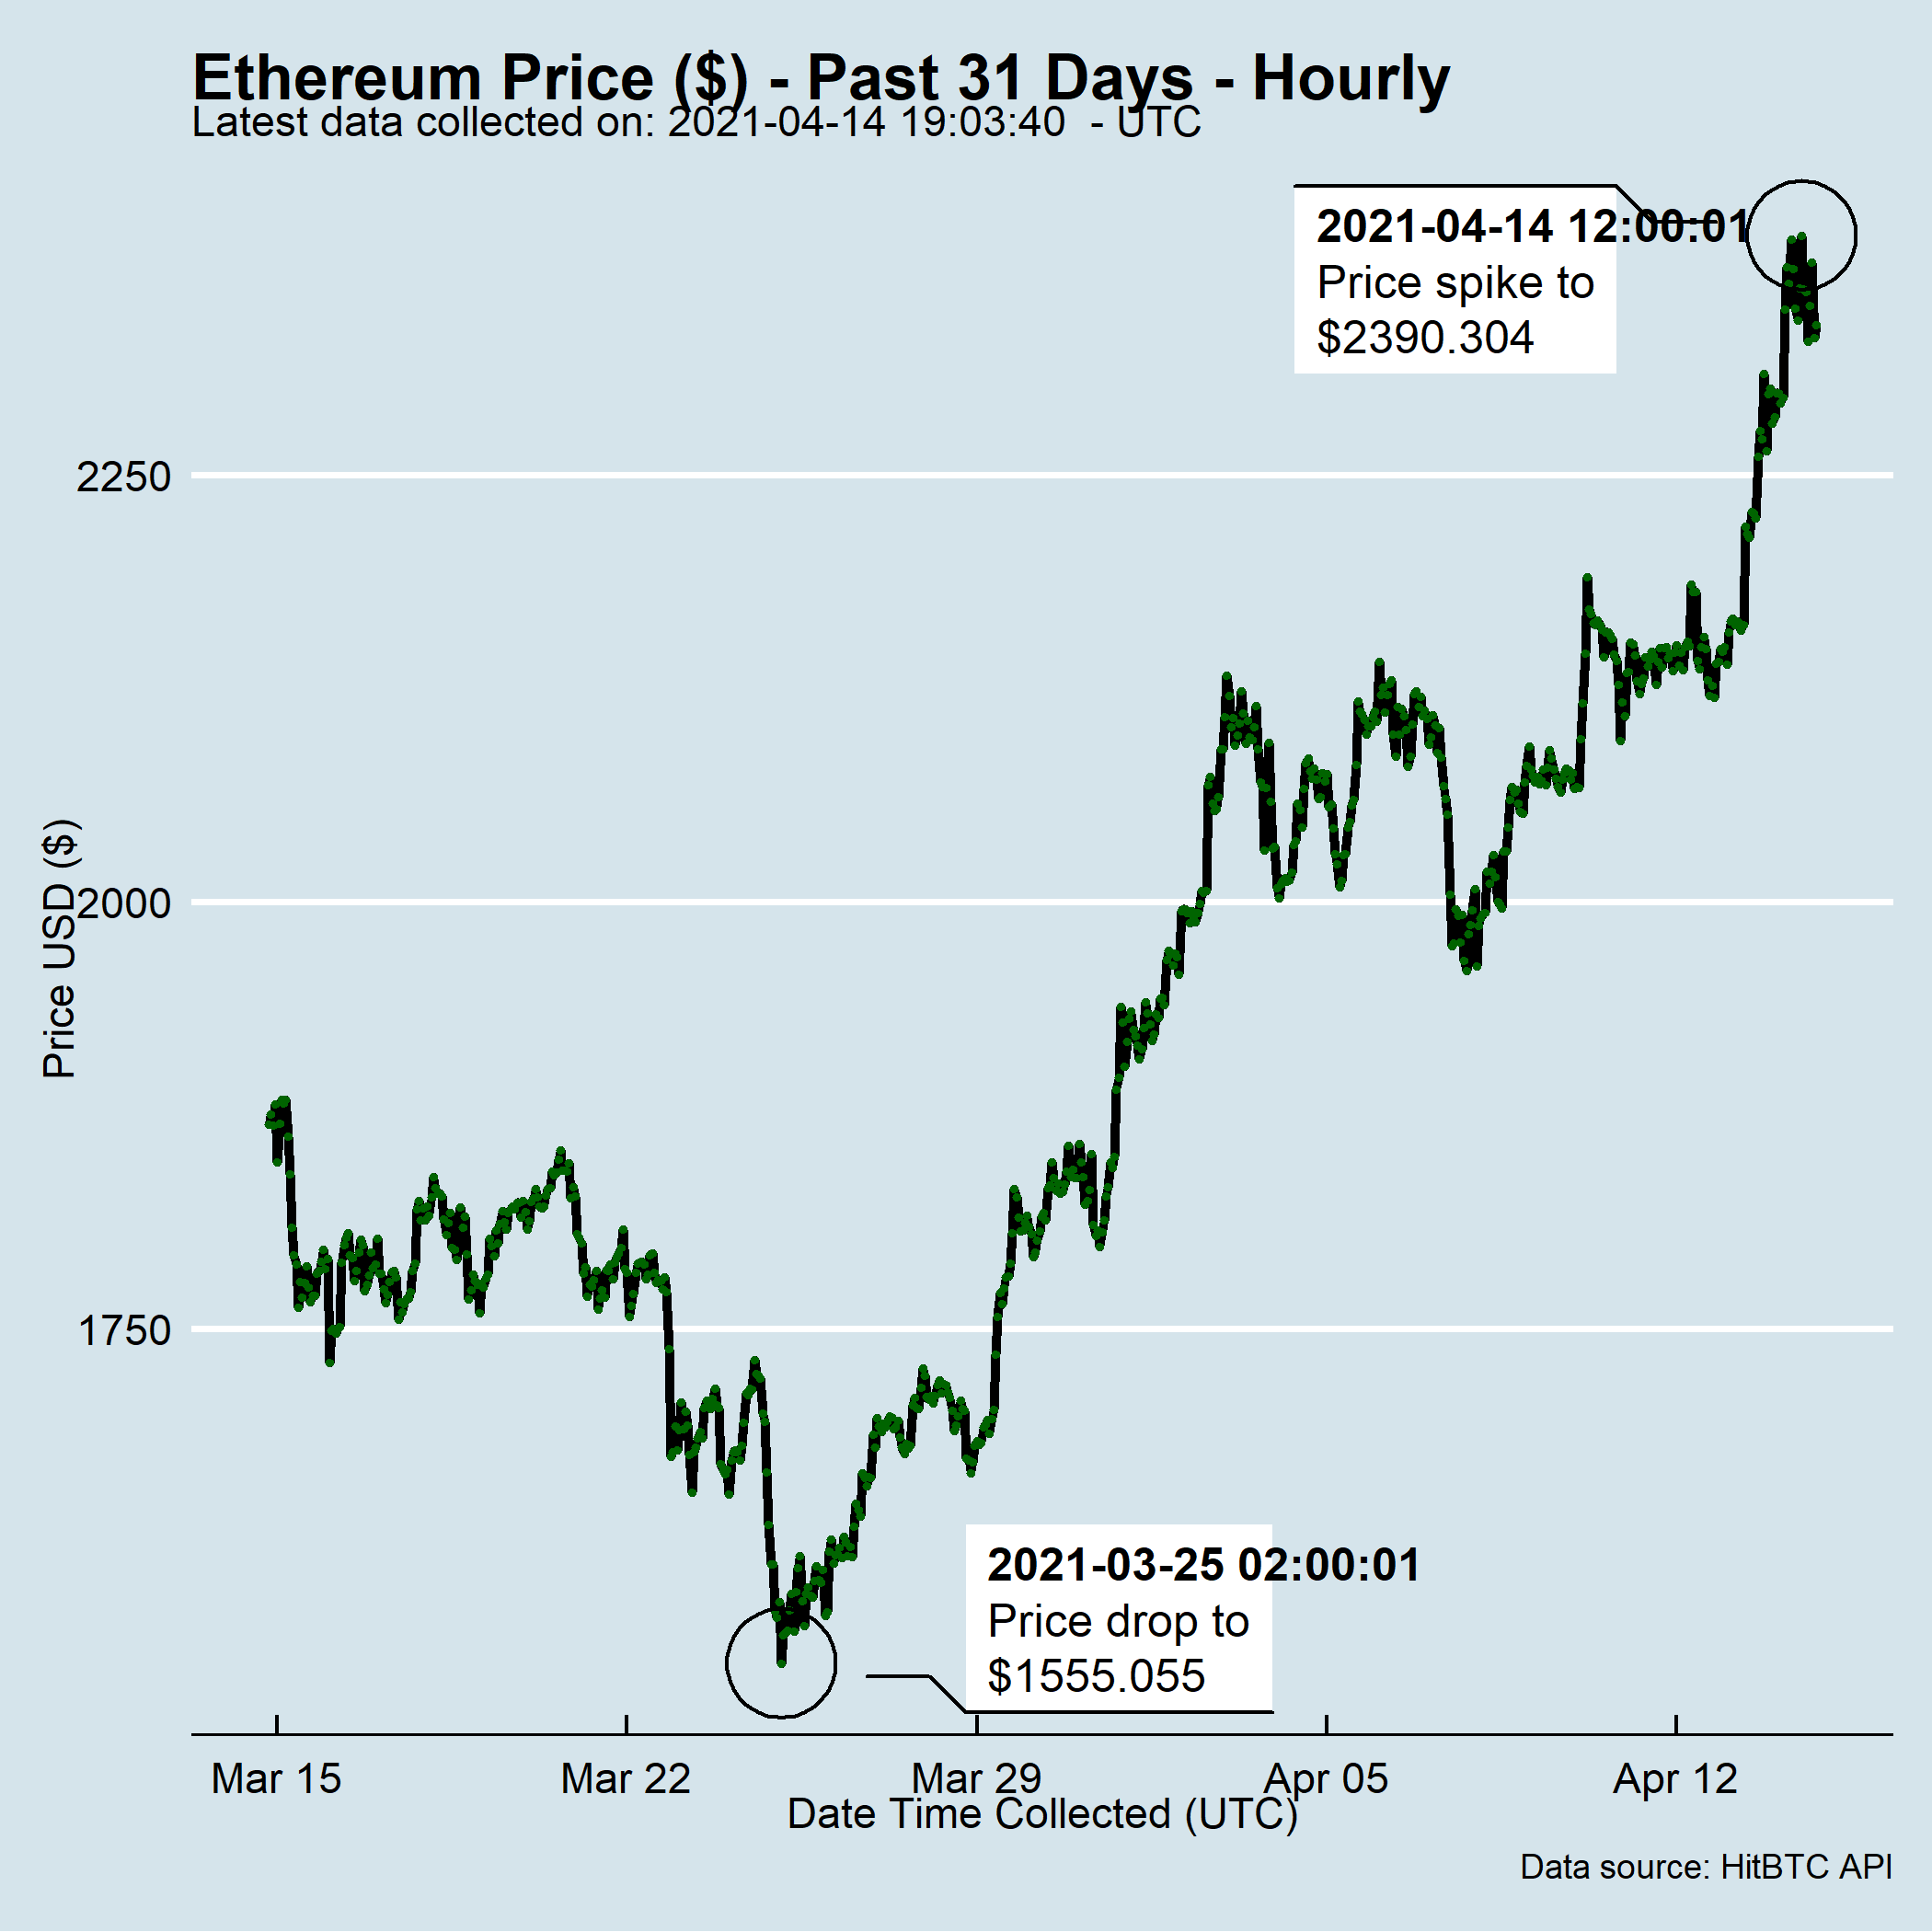 Ethereum Price ($) - Past 31 Days - Hourly
Latest data collected on: 2021-04-14 19:03:40  - UTC
2021-04-14 12:00:01
Price spike to
$2390.304
2250
2000
1750
Price USD ($)
2021-03-25 02:00:01
Price drop to
$1555.055
Mar 15
Mar 22
Mar 29
Apr 05
Apr 12
Date Time Collected (UTC)
Data source: HitBTC API